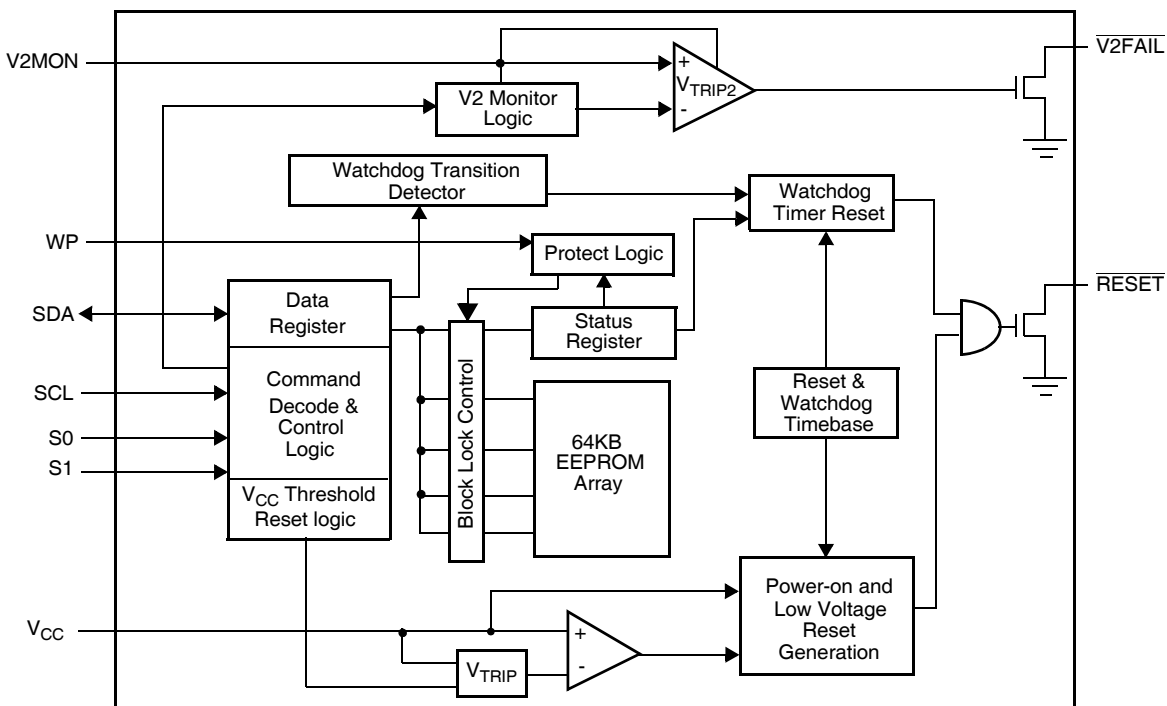 V2MON
+
VTRIP2
-
V2 Monitor
Logic
V2FAIL
Watchdog Transition
Detector
Watchdog
Timer Reset
WP
Protect Logic
RESET
SDA
Data
Register
Status
Register
SCL
S0
S1
Command
Decode &
Control
Logic
VCC Threshold
Reset logic
Block Lock Control
64KB
EEPROM
Array
Reset &
Watchdog
Timebase
Power-on and
Low Voltage
Reset
Generation
VCC
+
-
VTRIP